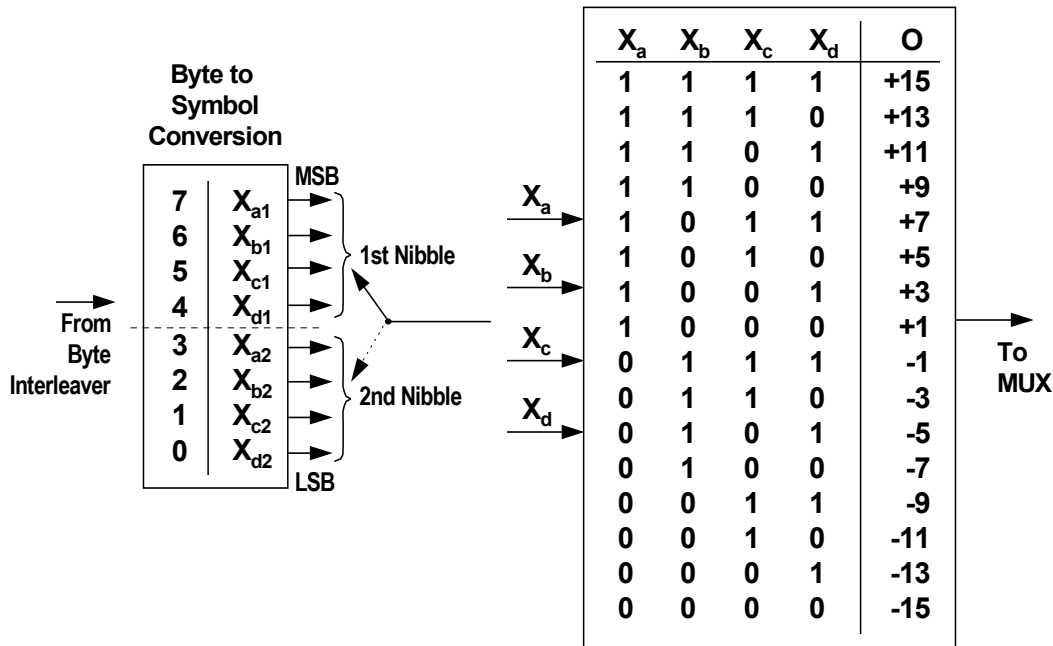 Byte to
Symbol
Conversion
MSB
7 Xa1
6 Xb1
5 Xc1
4 Xd1
3 Xa2
2 Xb2
1 Xc2
0 Xd2
LSB
1st Nibble
2nd Nibble
From
Byte
Interleaver
Xa
Xb
Xc
Xd
Xa Xb Xc Xd O
1 1 1 1 +15
1 1 1 0 +13
1 1 0 1 +11
1 1 0 0 +9
1 0 1 1 +7
1 0 1 0 +5
1 0 0 1 +3
1 0 0 0 +1
0 1 1 1 -1
0 1 1 0 -3
0 1 0 1 -5
0 1 0 0 -7
0 0 1 1 -9
0 0 1 0 -11
0 0 0 1 -13
0 0 0 0 -15
To
MUX